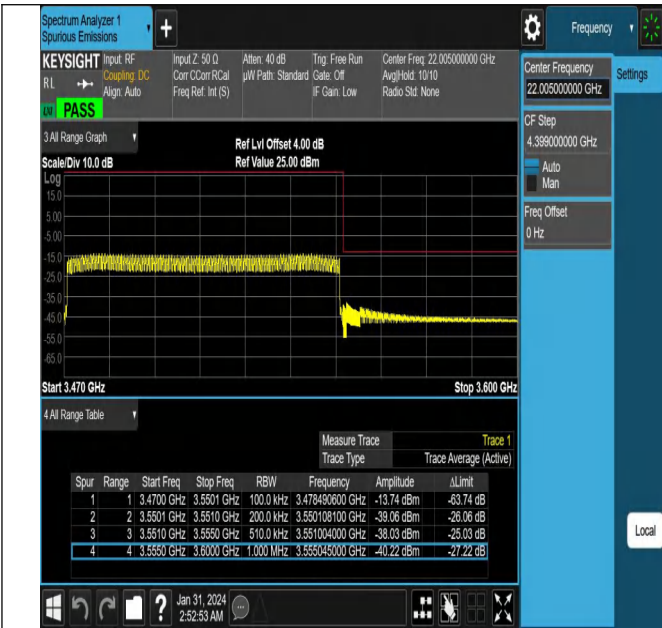 Spectrum Analyzer 1
Spurious Emissions
+
Frequency
KEYSIGHT
RL
LXI PASS
Input: RF
Coupling: DC
Align: Auto
Input Z: 50 Ω
Corr CCorr RCal
Freq Ref: Int (S)
Atten: 40 dB
µW Path: Standard
Trig: Free Run
Gate: Off
IF Gain: Low
Center Freq: 22.005000000 GHz
Avg|Hold: 10/10
Radio Std: None
Center Frequency
22.005000000 GHz
Settings
CF Step
4.399000000 GHz
Auto
Man
Freq Offset
0 Hz
Local
3 All Range Graph
Scale/Div 10.0 dB
Ref Lvl Offset 4.00 dB
Ref Value 25.00 dBm
Log
15.0
5.00
-5.00
-15.0
-25.0
-35.0
-45.0
-55.0
-65.0
Start 3.470 GHz
Stop 3.600 GHz
4 All Range Table
Measure Trace Trace 1
Trace Type Trace Average (Active)
Spur Range Start Freq Stop Freq RBW Frequency Amplitude ΔLimit
1 1 3.4700 GHz 3.5501 GHz 100.0 kHz 3.478490600 GHz -13.74 dBm -63.74 dB
2 2 3.5501 GHz 3.5510 GHz 200.0 kHz 3.550108100 GHz -39.06 dBm -26.06 dB
3 3 3.5510 GHz 3.5550 GHz 510.0 kHz 3.551004000 GHz -38.03 dBm -25.03 dB
4 4 3.5550 GHz 3.6000 GHz 1.000 MHz 3.555045000 GHz -40.22 dBm -27.22 dB
?
Jan 31, 2024
2:52:53 AM